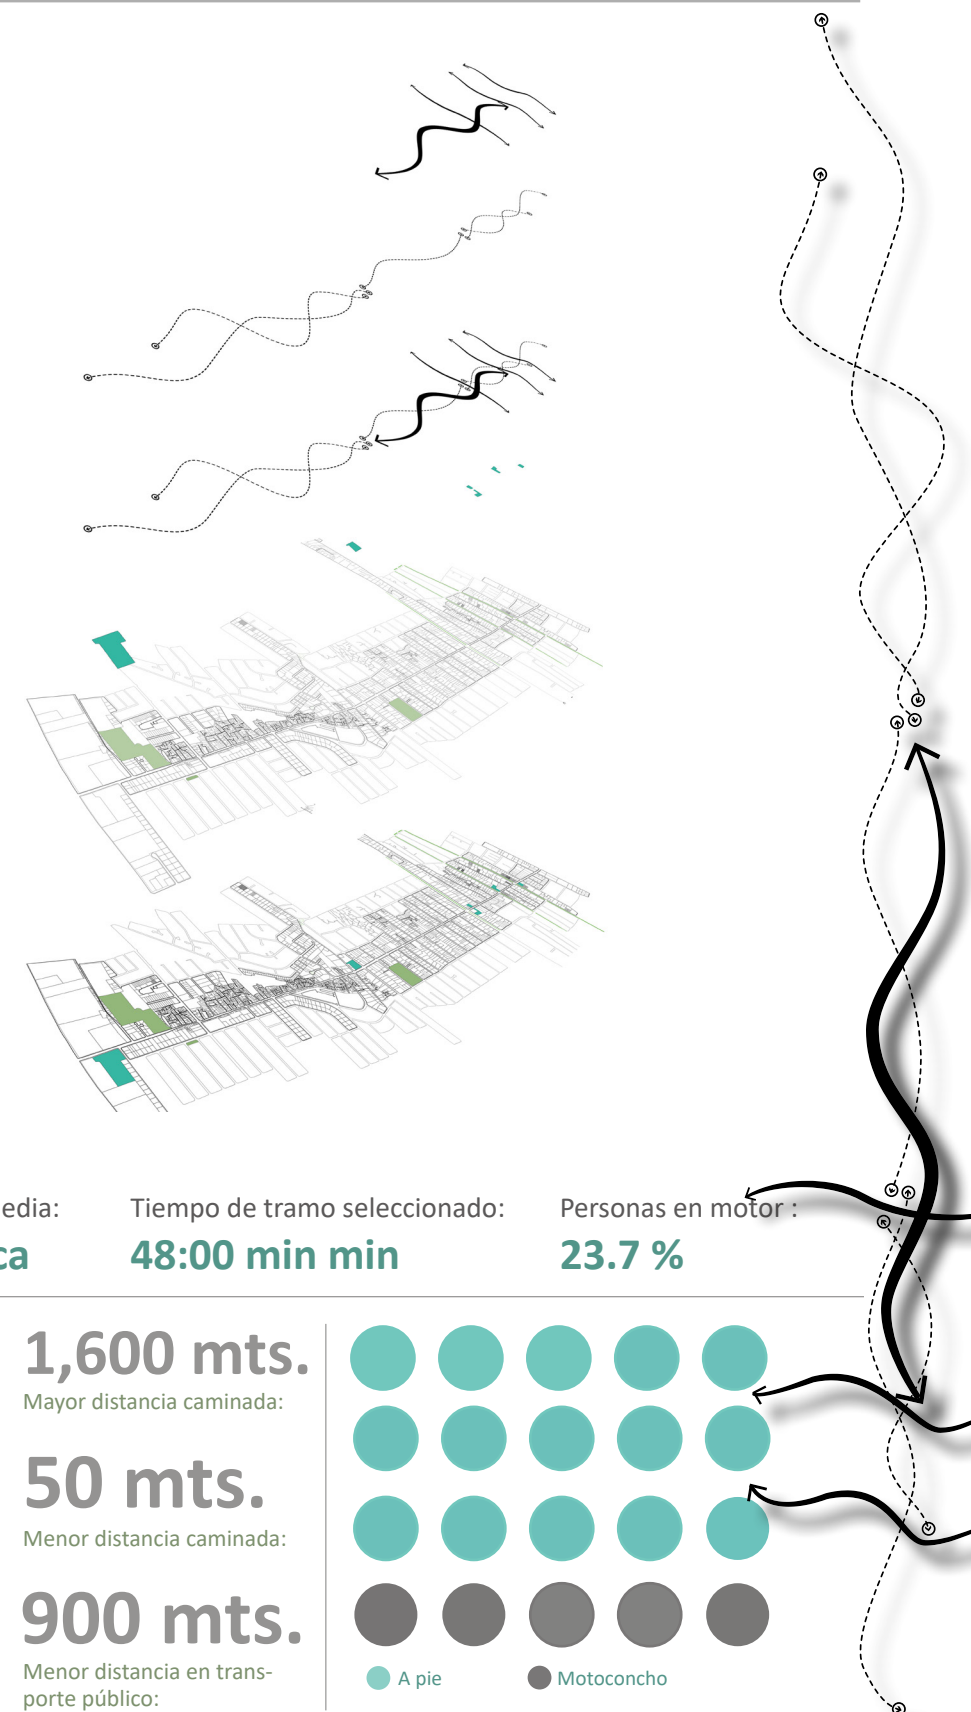 edia:
ca
Tiempo de tramo seleccionado:
48:00 min min
Personas en motor :
23.7 %
1,600 mts.
Mayor distancia caminada:
50 mts.
Menor distancia caminada:
900 mts.
Menor distancia en trans-
porte público:
A pie
Motoconcho